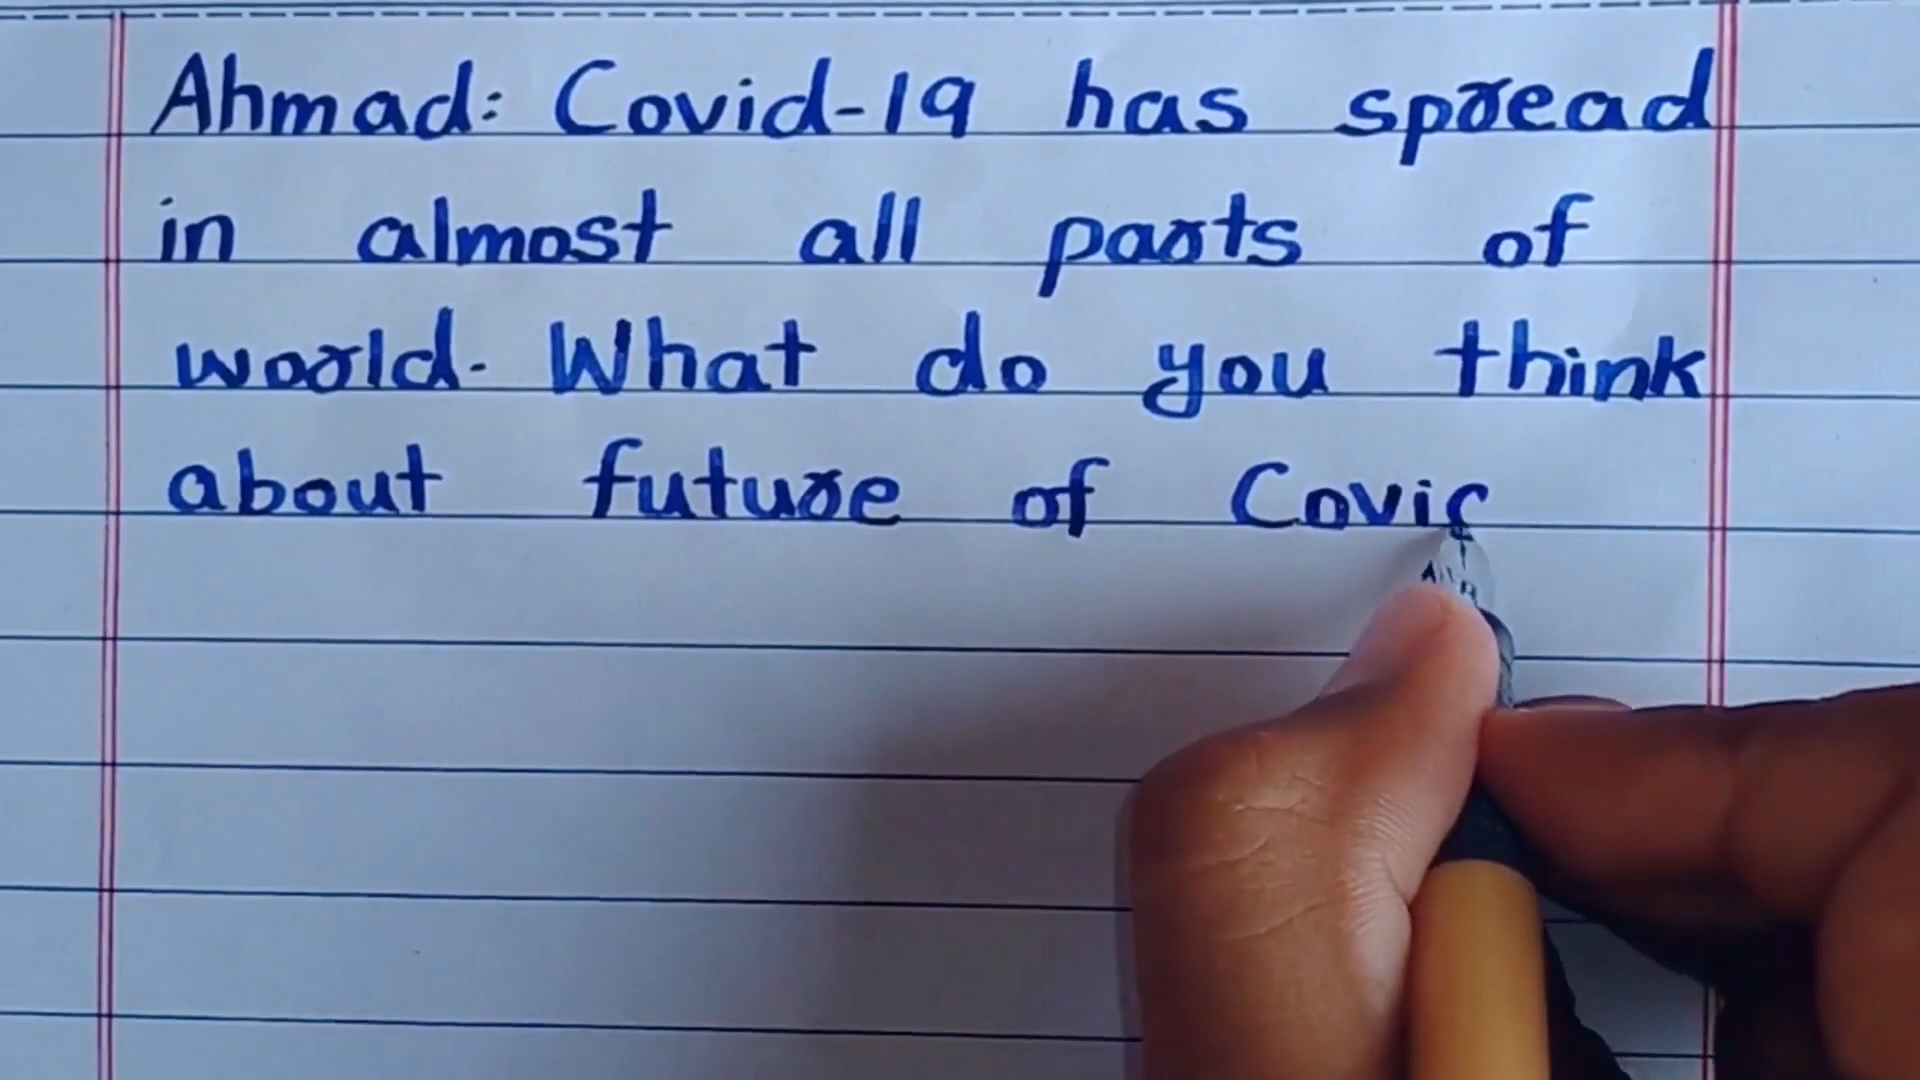 Ahmad: Covid-19 has spread
in almost all parts of
world. What do you think
about future of Covic